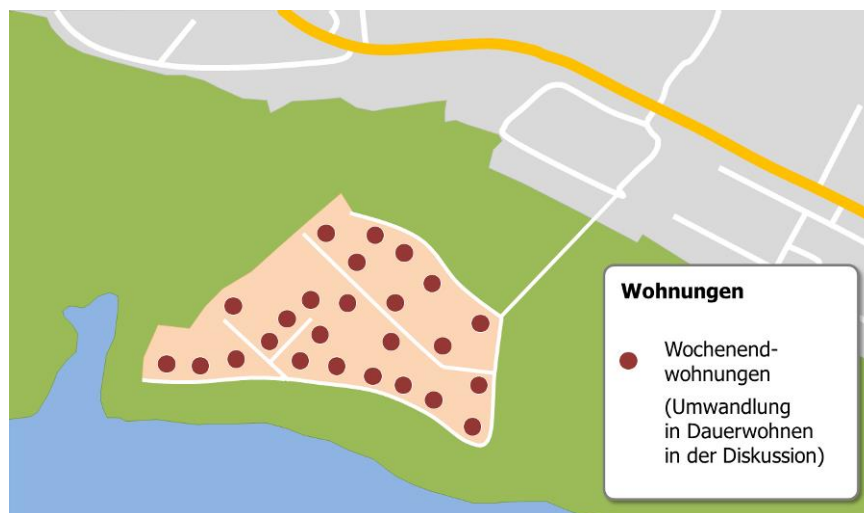 Wohnungen
Wochenend-
wohnungen
(Umwandlung
in Dauerwohnen
in der Diskussion)